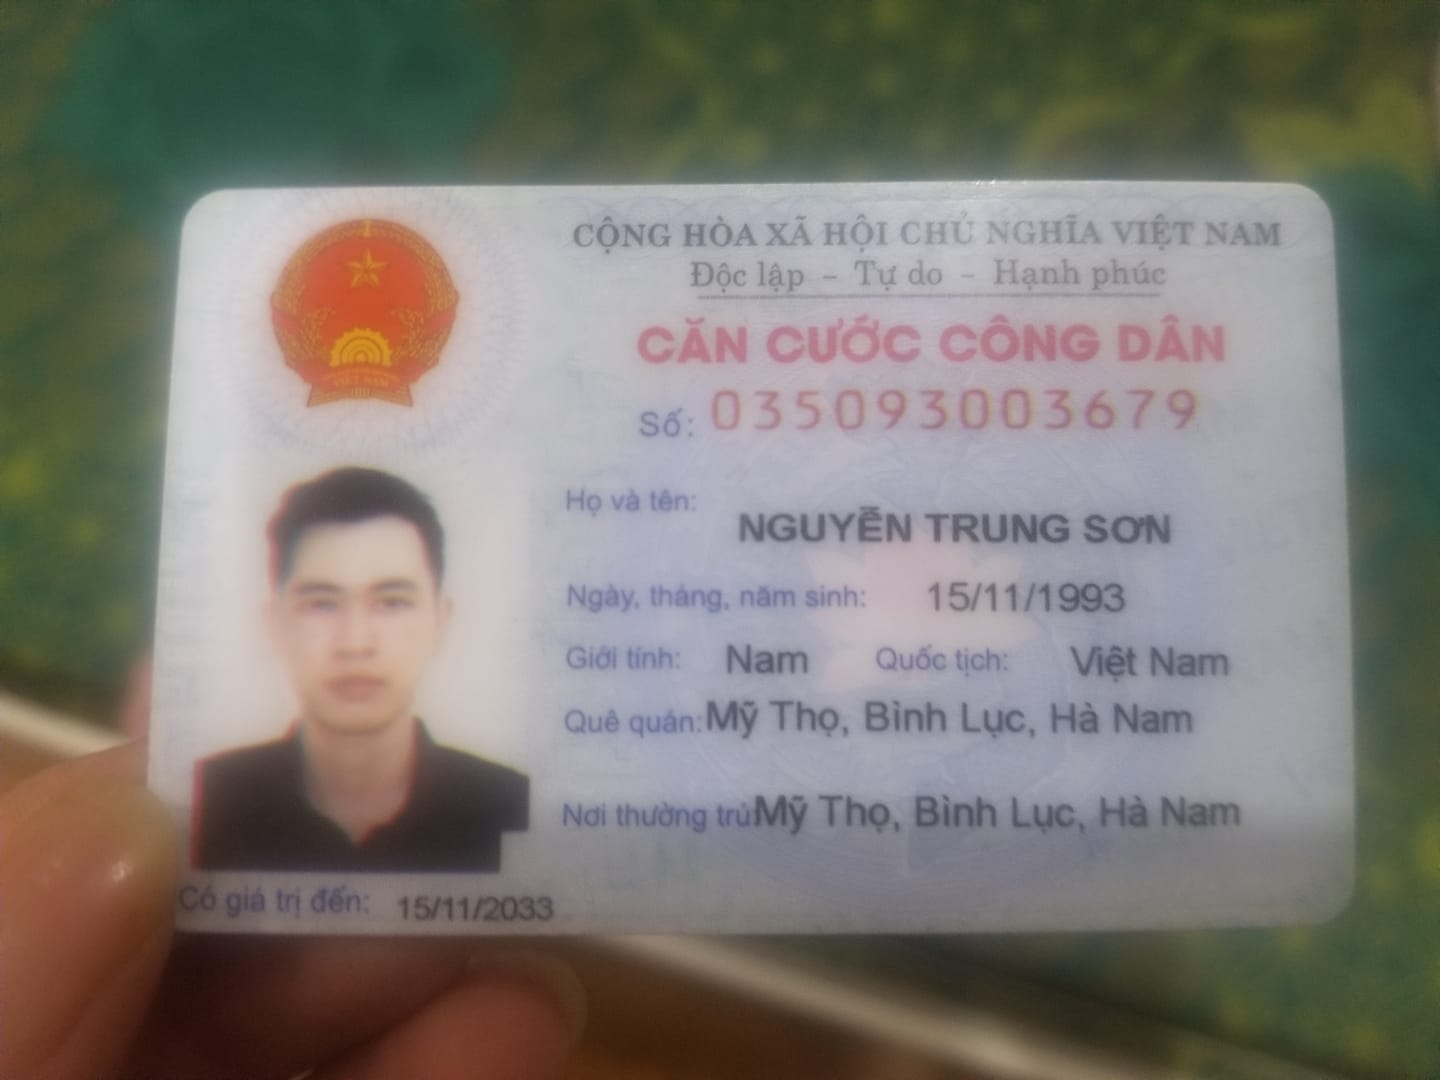 CỘNG HÒA XÃ HỘI CHỦ NGHĨA VIỆT NAM
Độc lập - Tự do - Hạnh phúc
CĂN CƯỚC CÔNG DÂN
Số: 035093003679
Họ và tên: NGUYỄN TRUNG SƠN
Ngày, tháng, năm sinh: 15/11/1993
Giới tính: Nam Quốc tịch: Việt Nam
Quê quán: Mỹ Thọ, Bình Lục, Hà Nam
Nơi thường trú: Mỹ Thọ, Bình Lục, Hà Nam
Có giá trị đến: 15/11/2033
VIỆT NAM